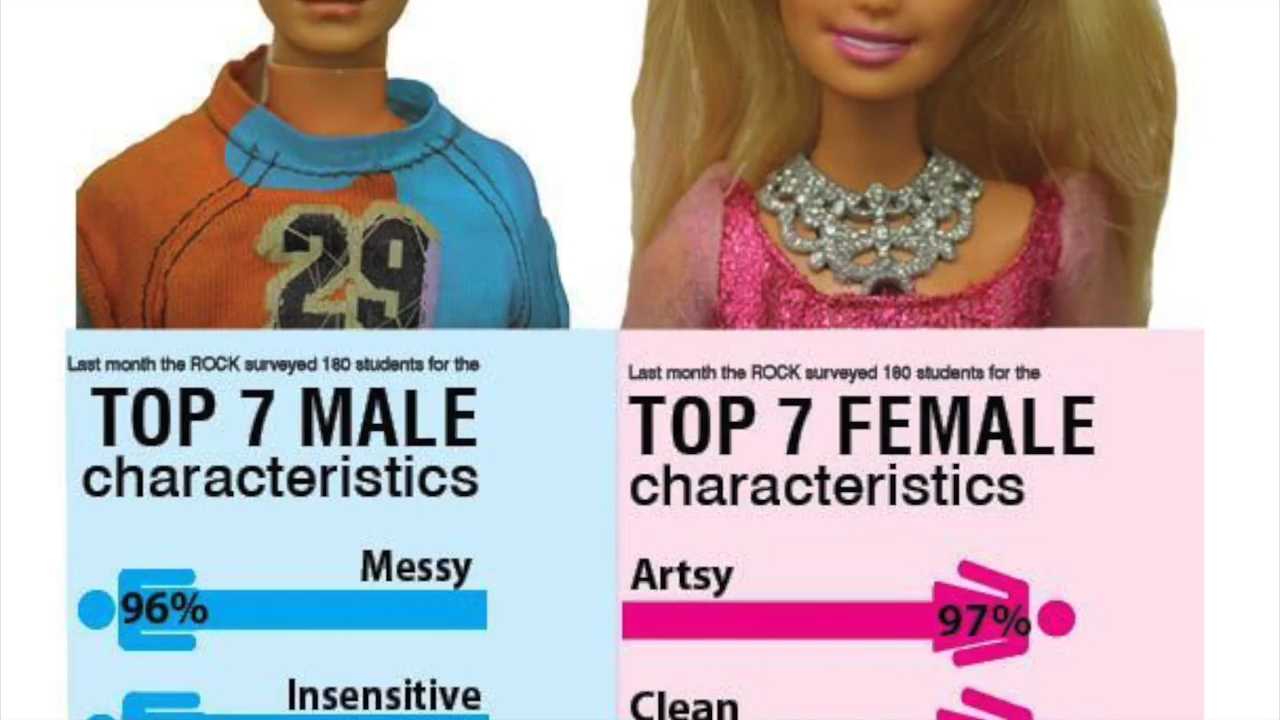 29
Last month the ROCK surveyed 180 students for the
TOP 7 MALE
characteristics
Messy
96%
Insensitive
Last month the ROCK surveyed 180 students for the
TOP 7 FEMALE
characteristics
Artsy
97%
Clean